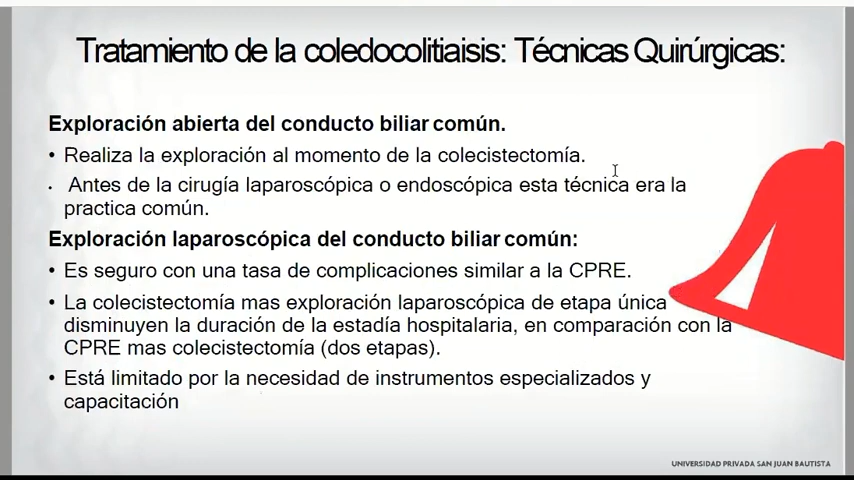 Tratamiento de la coledocolitiaisis: Técnicas Quirúrgicas:
Exploración abierta del conducto biliar común.
• Realiza la exploración al momento de la colecistectomía.
• Antes de la cirugía laparoscópica o endoscópica esta técnica era la
practica común.
Exploración laparoscópica del conducto biliar común:
• Es seguro con una tasa de complicaciones similar a la CPRE.
• La colecistectomía mas exploración laparoscópica de etapa única
disminuyen la duración de la estadía hospitalaria, en comparación con la
CPRE mas colecistectomía (dos etapas).
• Está limitado por la necesidad de instrumentos especializados y
capacitación
UNIVERSIDAD PRIVADA SAN JUAN BAUTISTA